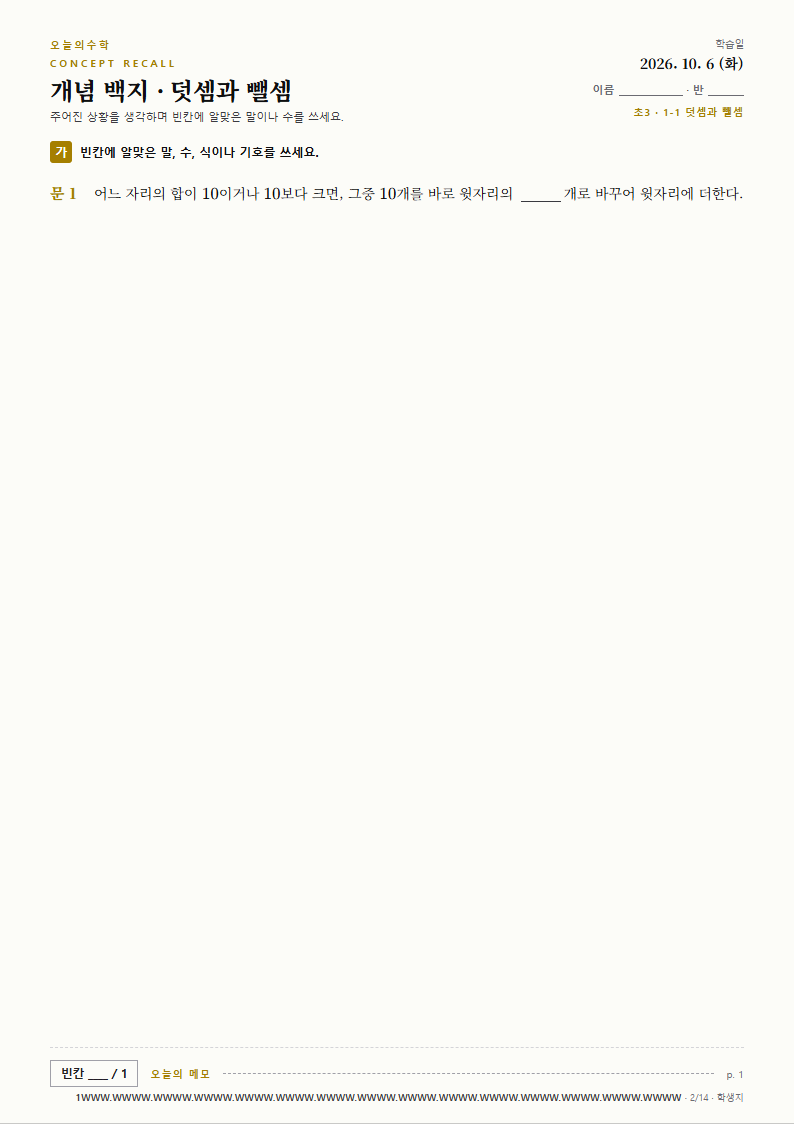 오늘의수학
CONCEPT RECALL
개념 백지 · 덧셈과 뺄셈
주어진 상황을 생각하며 빈칸에 알맞은 말이나 수를 쓰세요.
학습일
2026. 10. 6 (화)
이름 __________ · 반 ______
초3 · 1-1 덧셈과 뺄셈
가 빈칸에 알맞은 말, 수, 식이나 기호를 쓰세요.
문 1 어느 자리의 합이 10이거나 10보다 크면, 그중 10개를 바로 윗자리의 _____ 개로 바꾸어 윗자리에 더한다.
빈칸 ___ / 1 오늘의 메모 p. 1
1WWW.WWWW.WWWW.WWWW.WWWW.WWWW.WWWW.WWWW.WWWW.WWWW.WWWW.WWWW.WWWW.WWWW.WWWW · 2/14 · 학생지